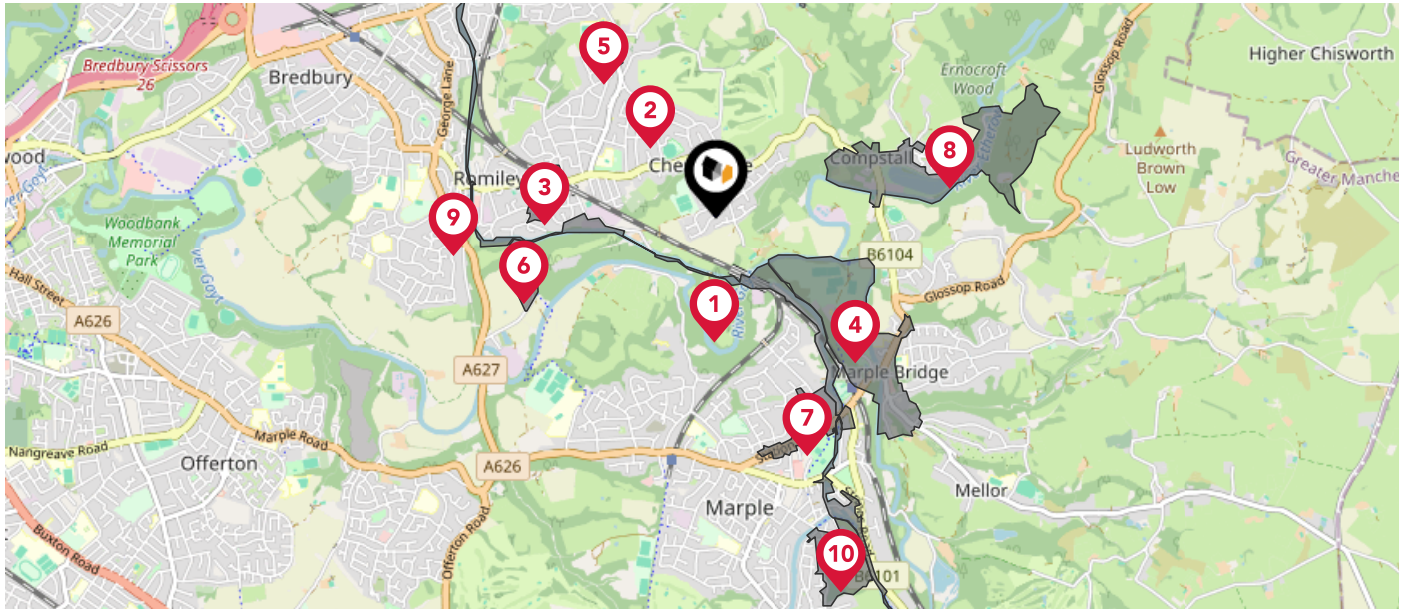 Bredbury Scissors
26
Bredbury
George Lane
5
Ernocroft
Wood
Glossop Road
Higher Chisworth
2
wood
Romiley
3
Che
e
Compstall
8
Ludworth
Brown
Low
Greater Manche
9
Woodbank
Memorial
Park
6
B6104
Glossop Road
Hall Street
A626
1
4
Marple Bridge
A627
7
Marple Road
Nangreave Road
Offerton
A626
Marple
Mellor
Offerton Road
Buxton Road
10
B6101